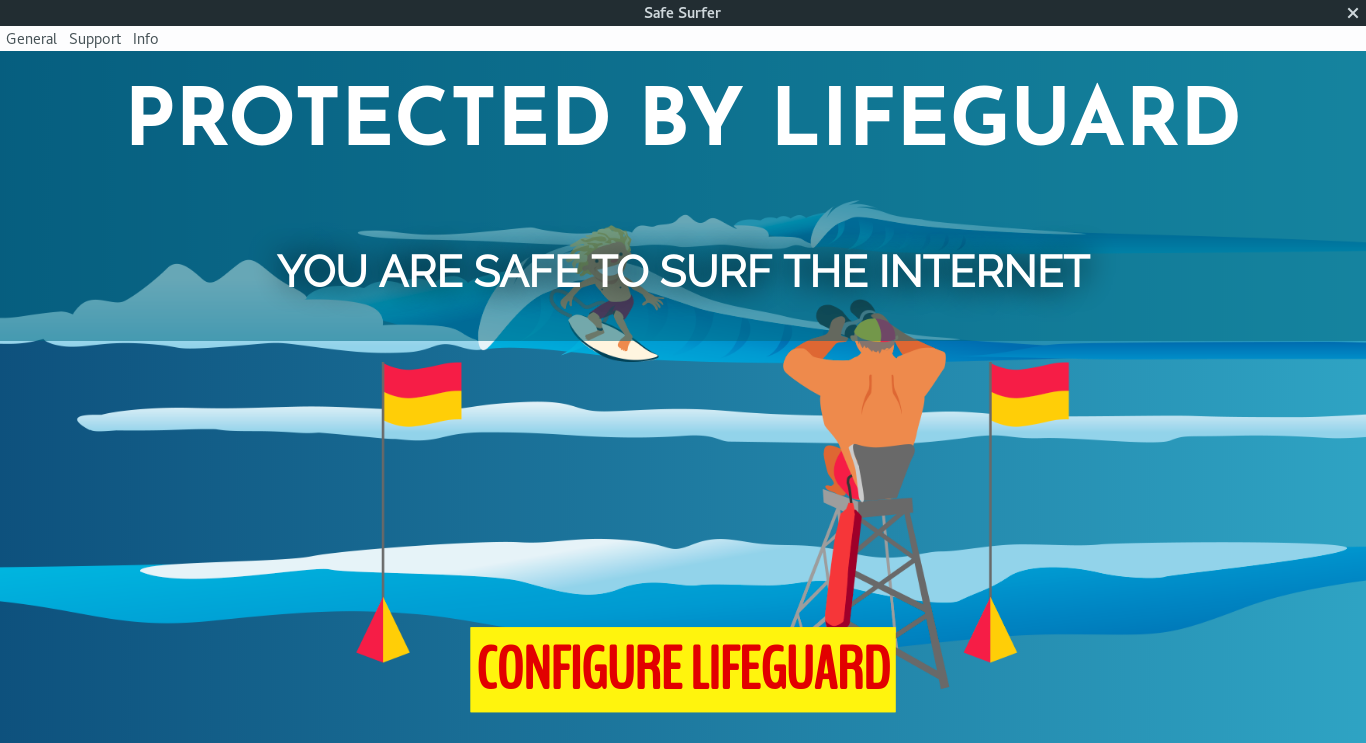 Safe Surfer
General Support Info
PROTECTED BY LIFEGUARD
YOU ARE SAFE TO SURF THE INTERNET
CONFIGURE LIFEGUARD